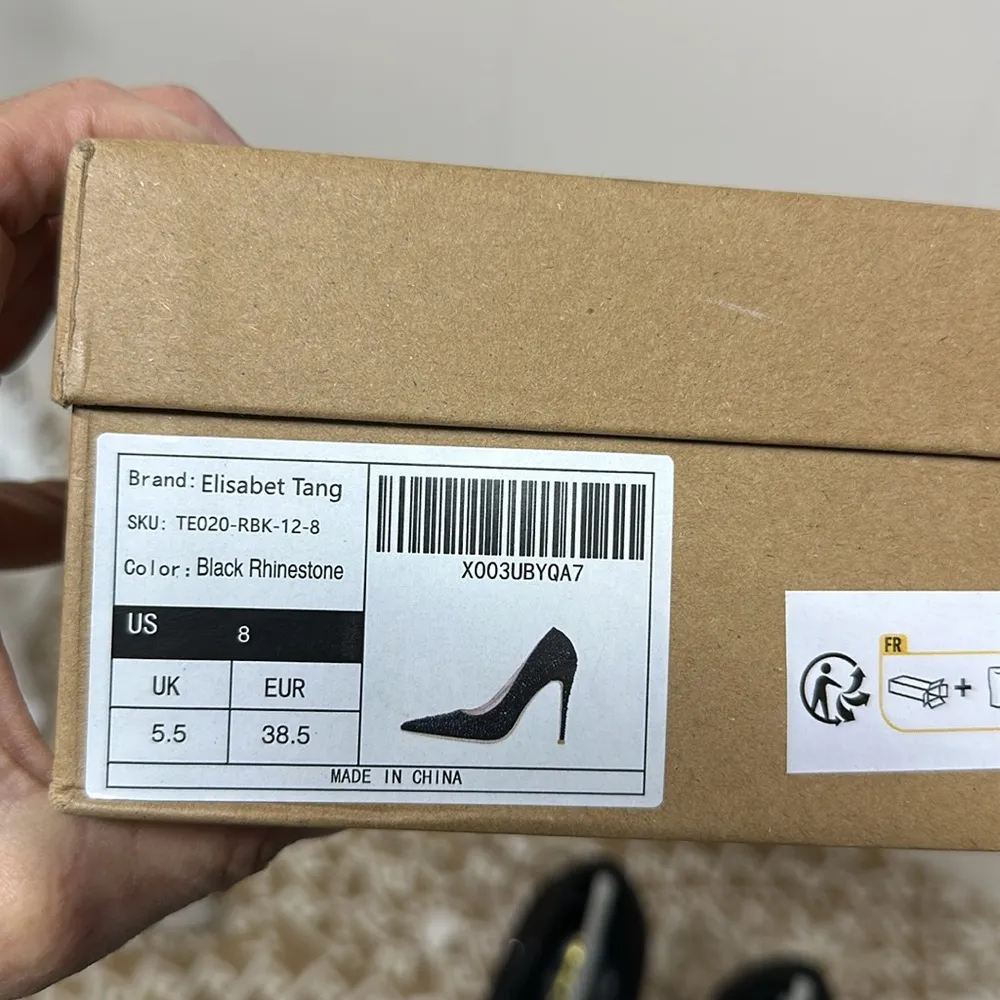 Brand: Elisabet Tang
SKU: TE020-RBK-12-8
Color: Black Rhinestone
US 8
UK EUR
5.5 38.5
X003UBYQA7
MADE IN CHINA
FR
+